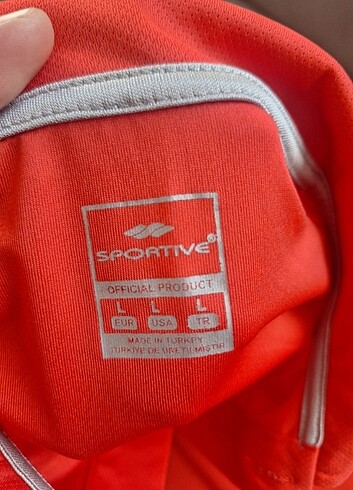 SPORTIVE®
OFFICIAL PRODUCT
L L L
EUR USA TR
MADE IN TURKEY
TÜRKİYE'DE ÜRETİLMİŞTİR